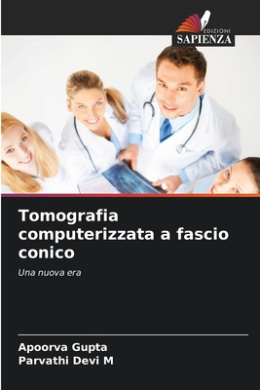 EDIZIONI
SAPIENZA
Tomografia
computerizzata a fascio
conico
Una nuova era
Apoorva Gupta
Parvathi Devi M